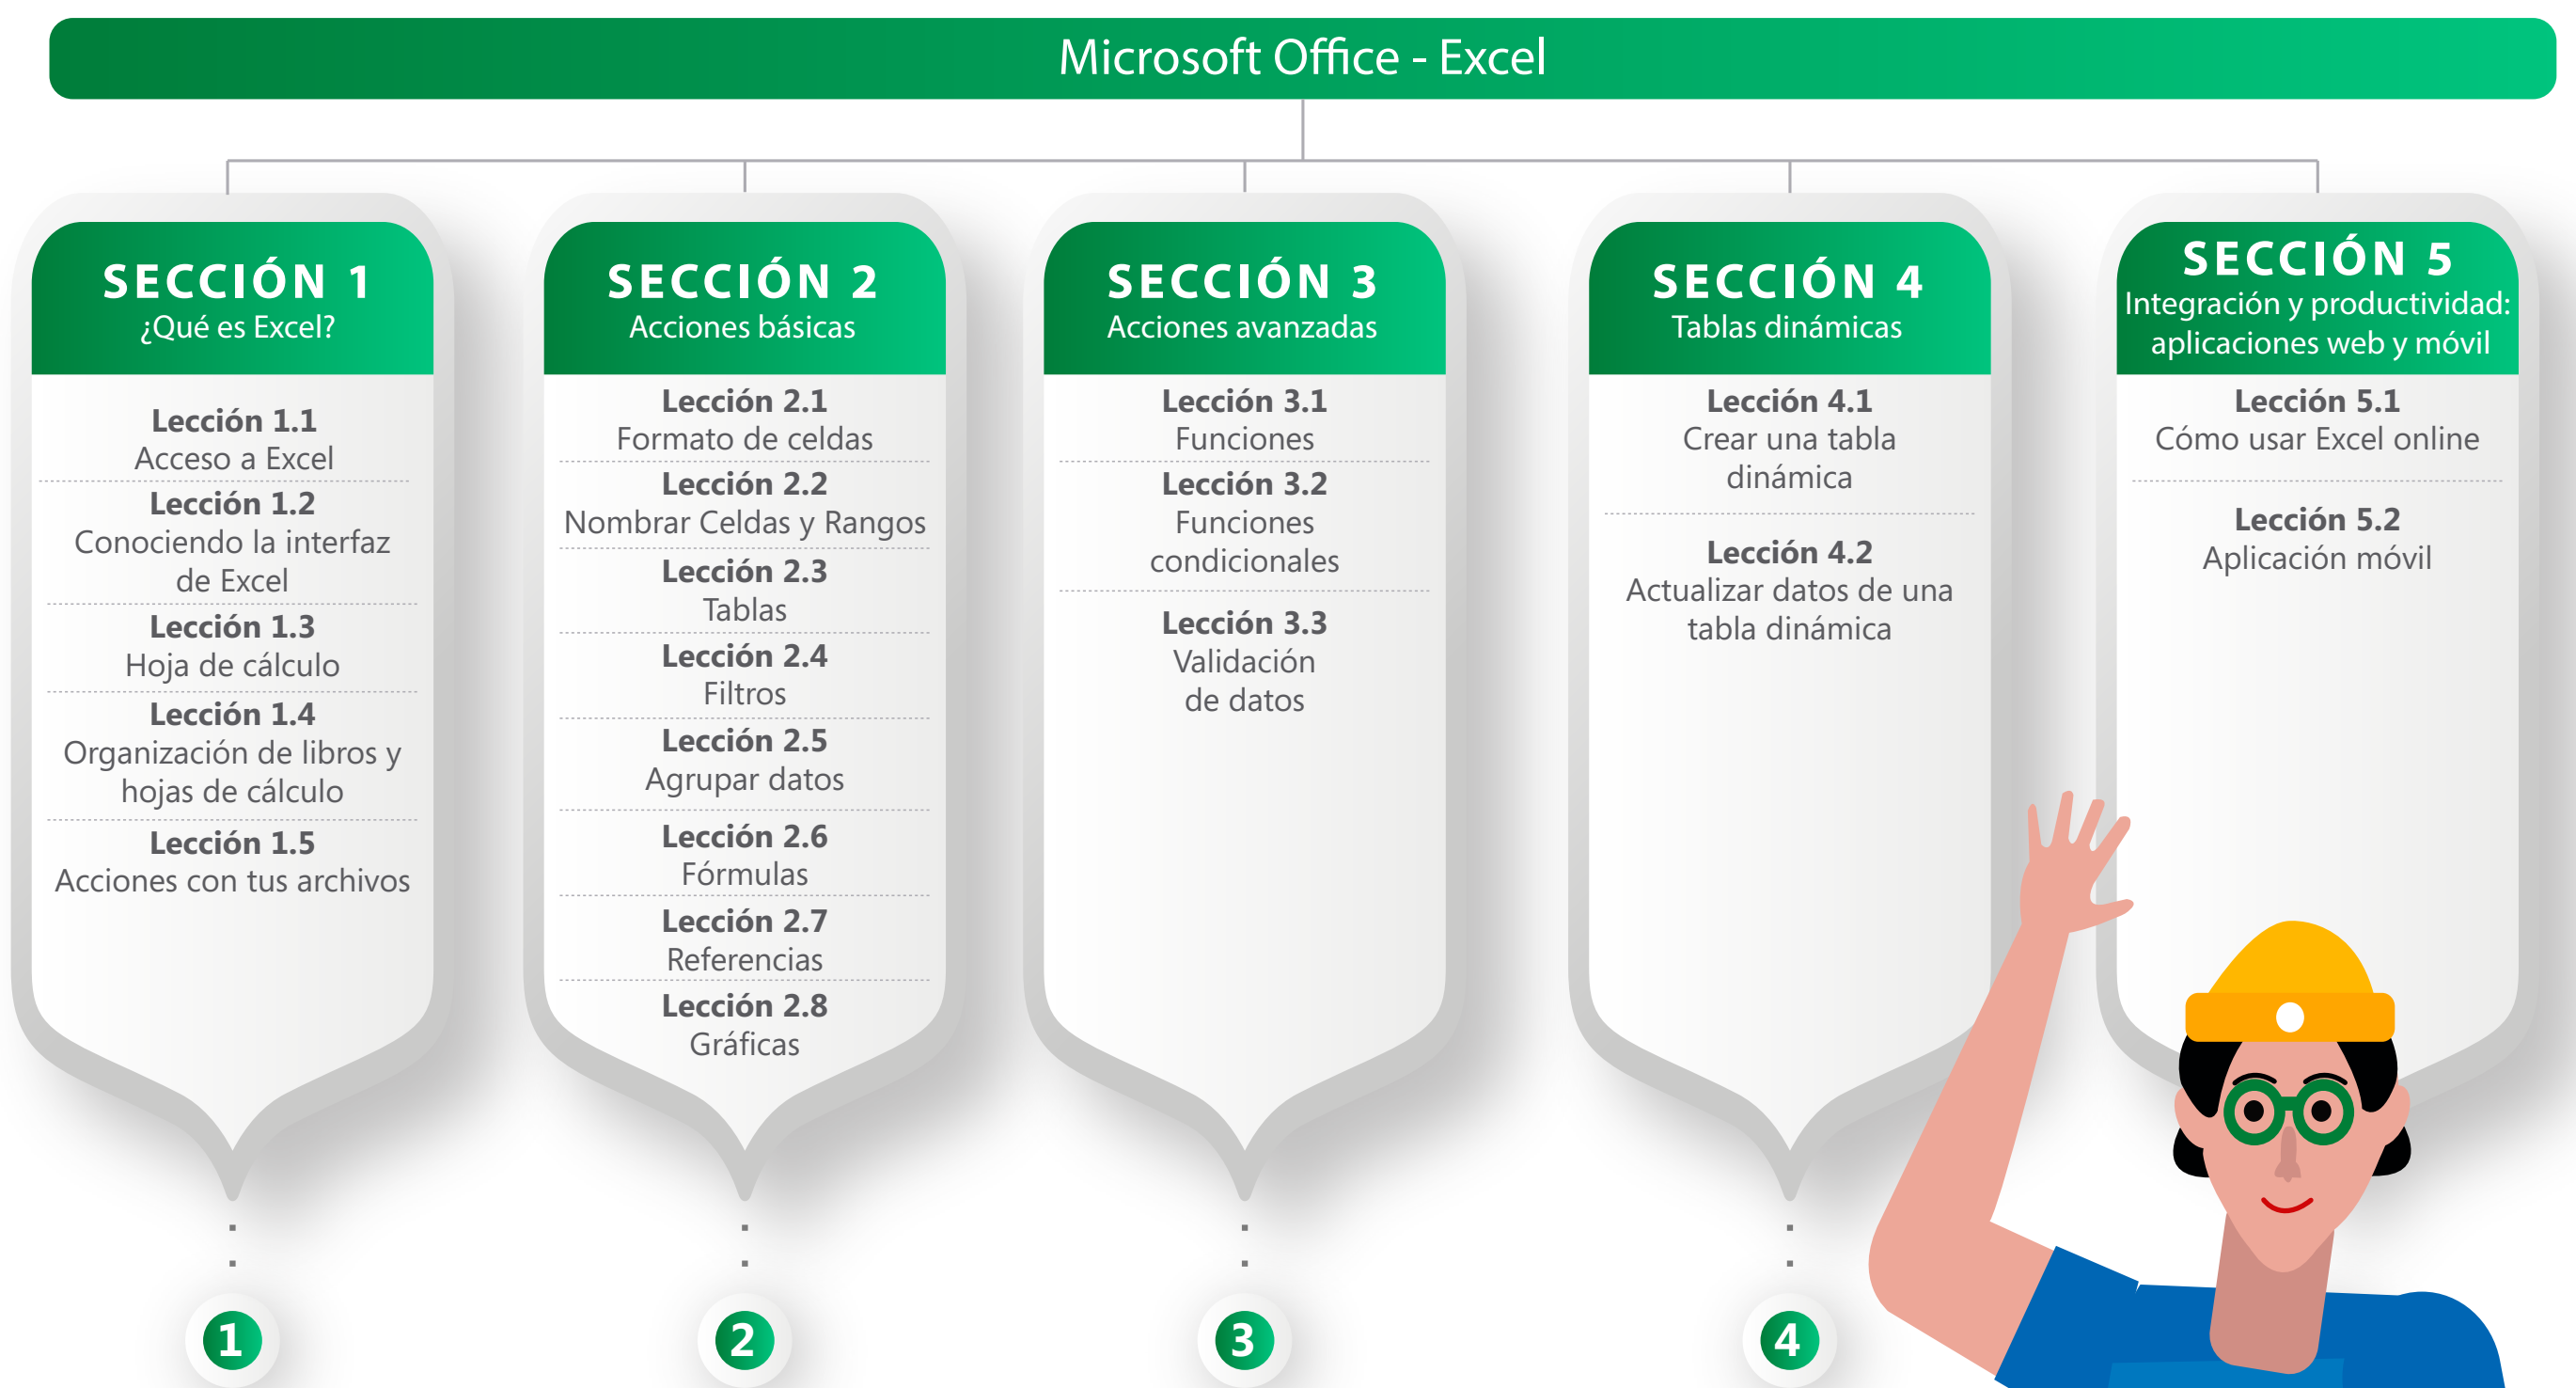 Microsoft Office - Excel
SECCIÓN 1
¿Qué es Excel?
Lección 1.1
Acceso a Excel
Lección 1.2
Conociendo la interfaz
de Excel
Lección 1.3
Hoja de cálculo
Lección 1.4
Organización de libros y
hojas de cálculo
Lección 1.5
Acciones con tus archivos
1
SECCIÓN 2
Acciones básicas
Lección 2.1
Formato de celdas
Lección 2.2
Nombrar Celdas y Rangos
Lección 2.3
Tablas
Lección 2.4
Filtros
Lección 2.5
Agrupar datos
Lección 2.6
Fórmulas
Lección 2.7
Referencias
Lección 2.8
Gráficas
2
SECCIÓN 3
Acciones avanzadas
Lección 3.1
Funciones
Lección 3.2
Funciones
condicionales
Lección 3.3
Validación
de datos
3
SECCIÓN 4
Tablas dinámicas
Lección 4.1
Crear una tabla
dinámica
Lección 4.2
Actualizar datos de una
tabla dinámica
4
SECCIÓN 5
Integración y productividad:
aplicaciones web y móvil
Lección 5.1
Cómo usar Excel online
Lección 5.2
Aplicación móvil